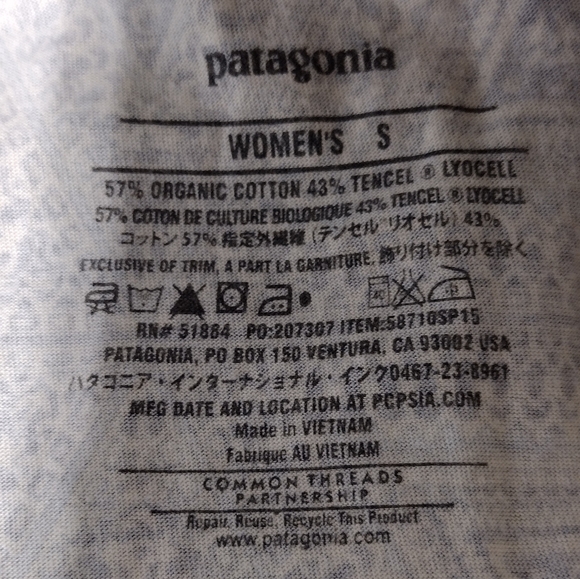 patagonia
WOMEN'S S
57% ORGANIC COTTON 43% TENCEL ® LYOCELL
57% COTON DE CULTURE BIOLOGIQUE 43% TENCEL ® LYOCELL
コットン 57% 指定外繊維 (テンセル リオセル) 43%
EXCLUSIVE OF TRIM, A PART LA GARNITURE, 飾り付け部分を除く
RN# 51884 PO:207307 ITEM:58710SP15
PATAGONIA, PO BOX 150 VENTURA, CA 93002 USA
パタゴニア・インターナショナル・インク0467-23-8961
MFG DATE AND LOCATION AT PCPSIA.COM
Made in VIETNAM
Fabriqué AU VIETNAM
COMMON THREADS
PARTNERSHIP
Repair, Reuse, Recycle This Product
www.patagonia.com